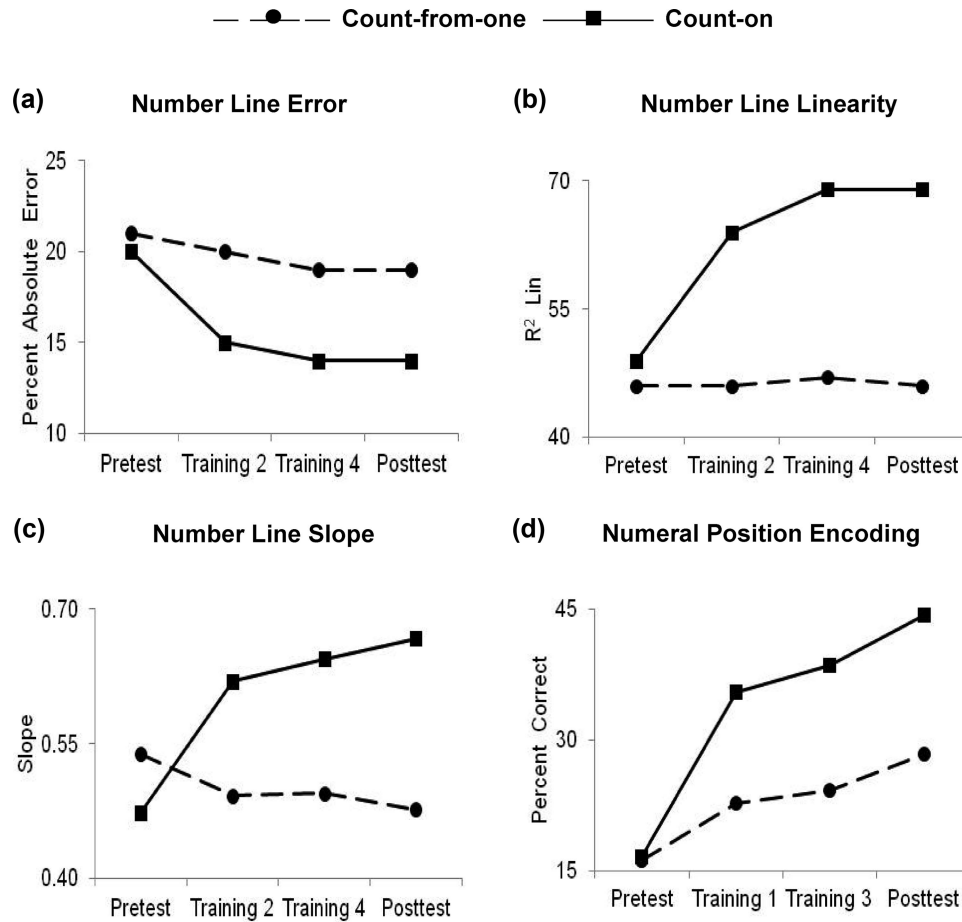 Count-from-one Count-on
(a) Number Line Error
Percent Absolute Error
25
20
15
10
Pretest Training 2 Training 4 Posttest
(b) Number Line Linearity
R² Lin
70
55
40
Pretest Training 2 Training 4 Posttest
(c) Number Line Slope
Slope
0.70
0.55
0.40
Pretest Training 2 Training 4 Posttest
(d) Numeral Position Encoding
Percent Correct
45
30
15
Pretest Training 1 Training 3 Posttest